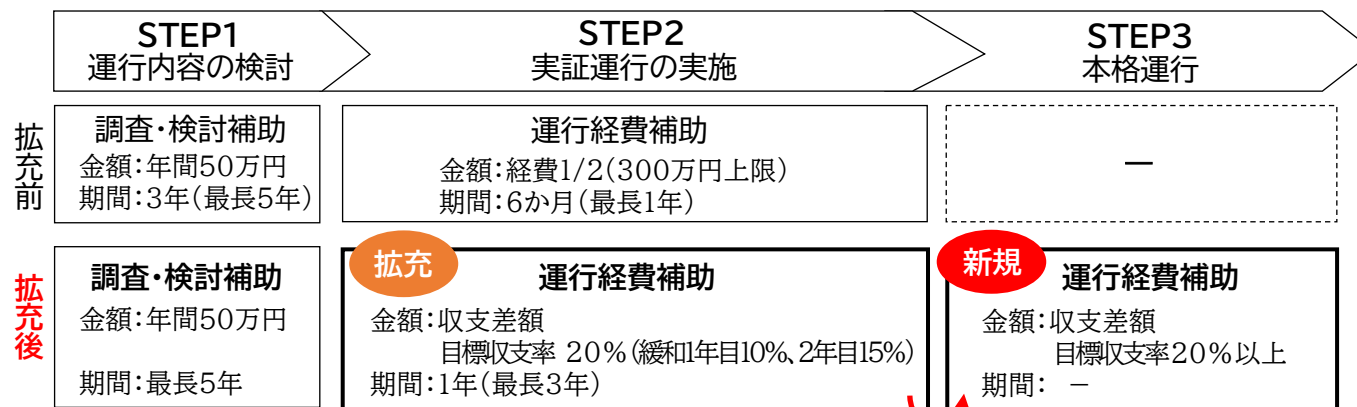 STEP1
運行内容の検討
STEP2
実証運行の実施
STEP3
本格運行
拡充前
調査・検討補助
金額：年間50万円
期間：3年（最長5年）
運行経費補助
金額：経費1/2（300万円上限）
期間：6か月（最長1年）
－
拡充後
調査・検討補助
金額：年間50万円
期間：最長5年
拡充
運行経費補助
金額：収支差額
目標収支率 20％（緩和1年目10％、2年目15％）
期間：1年（最長3年）
新規
運行経費補助
金額：収支差額
目標収支率20％以上
期間： －